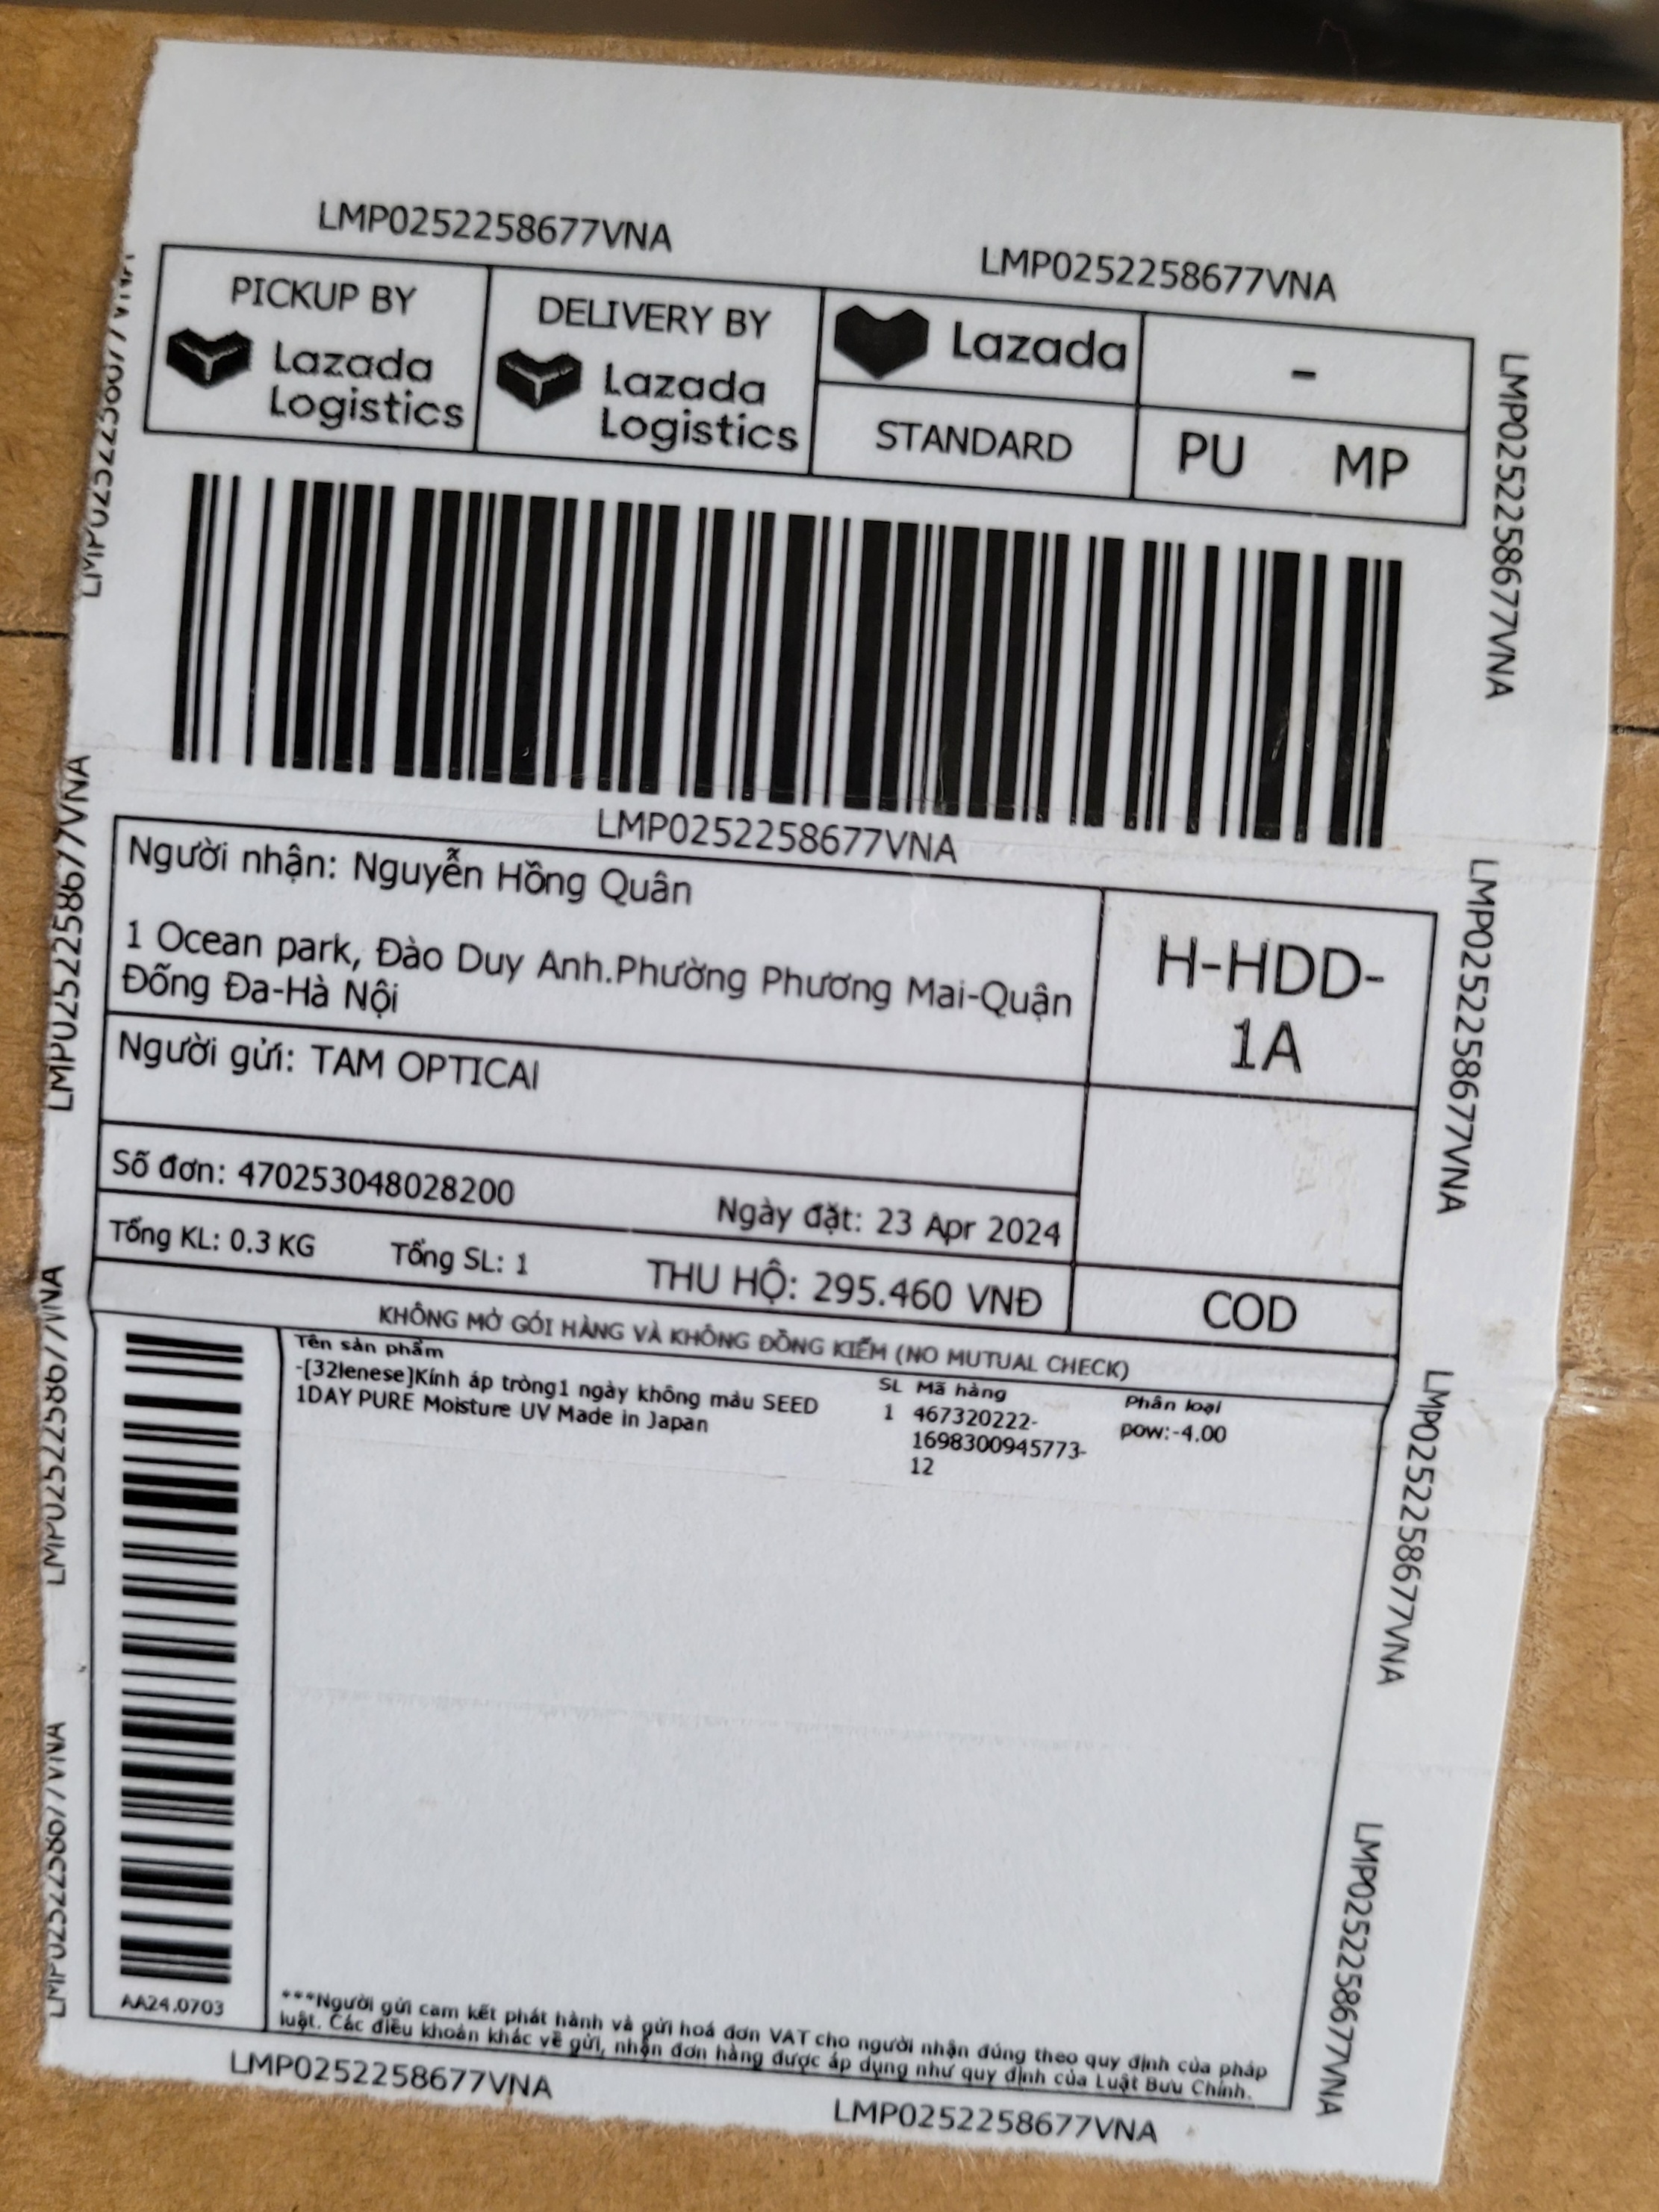 LMP0252258677VNA
LMP0252258677VNA
PICKUP BY
Lazada
Logistics
DELIVERY BY
Lazada
Logistics
Lazada
-
STANDARD
PU MP
LMP0252258677VNA
Người nhận: Nguyễn Hồng Quân
1 Ocean park, Đào Duy Anh.Phường Phương Mai-Quận
Đống Đa-Hà Nội
H-HDD-
1A
Người gửi: TAM OPTICAl
Số đơn: 470253048028200
Ngày đặt: 23 Apr 2024
Tổng KL: 0.3 KG
Tổng SL: 1
THU HỘ: 295.460 VNĐ
COD
KHÔNG MỞ GÓI HÀNG VÀ KHÔNG ĐỒNG KIỂM (NO MUTUAL CHECK)
Tên sản phẩm
SL Mã hàng
Phân loại
-[32lenese]Kính áp tròng1 ngày không màu SEED
1DAY PURE Moisture UV Made in Japan
1 467320222-
1698300945773-
12
pow:-4.00
AA24.0703
***Người gửi cam kết phát hành và gửi hoá đơn VAT cho người nhận đúng theo quy định của pháp
luật. Các điều khoản khác về gửi, nhận đơn hàng được áp dụng như quy định của Luật Bưu Chính.
LMP0252258677VNA
LMP0252258677VNA
LMP0252258677VNA
LMP0252258677VNA
LMP0252258677VNA
LMP0252258677VNA
LMP0252258677VNA
LMP0252258677VNA
LMP0252258677VNA
LMP0252258677VNA